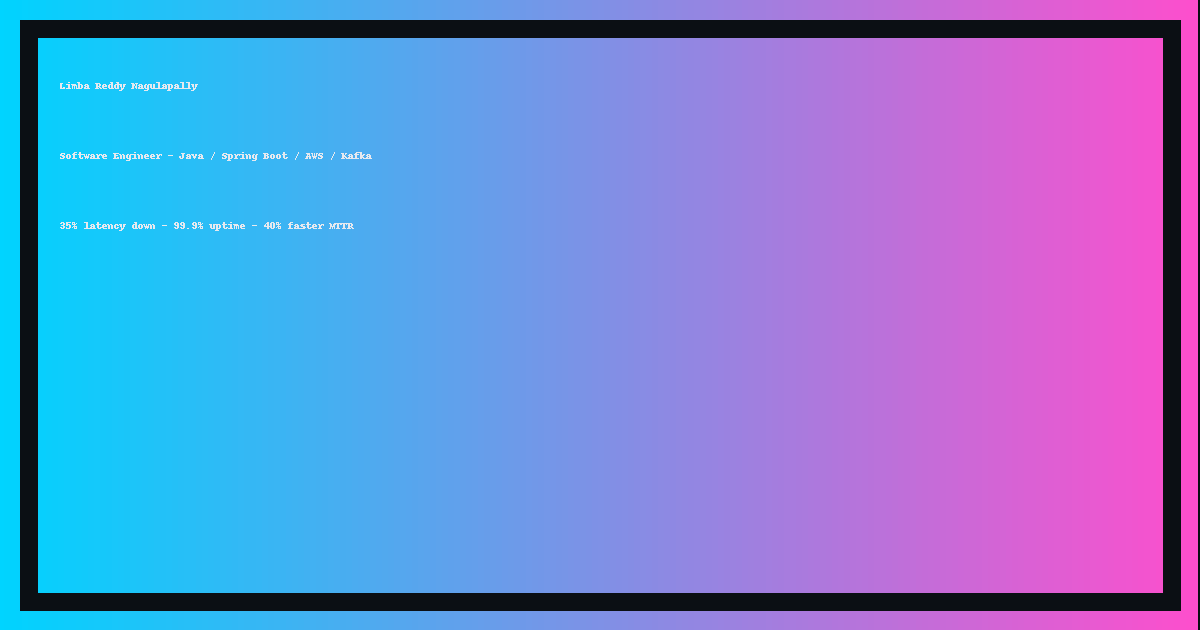 Limba Reddy Nagulapally
Software Engineer - Java / Spring Boot / AWS / Kafka
35% latency down - 99.9% uptime - 40% faster MTTR